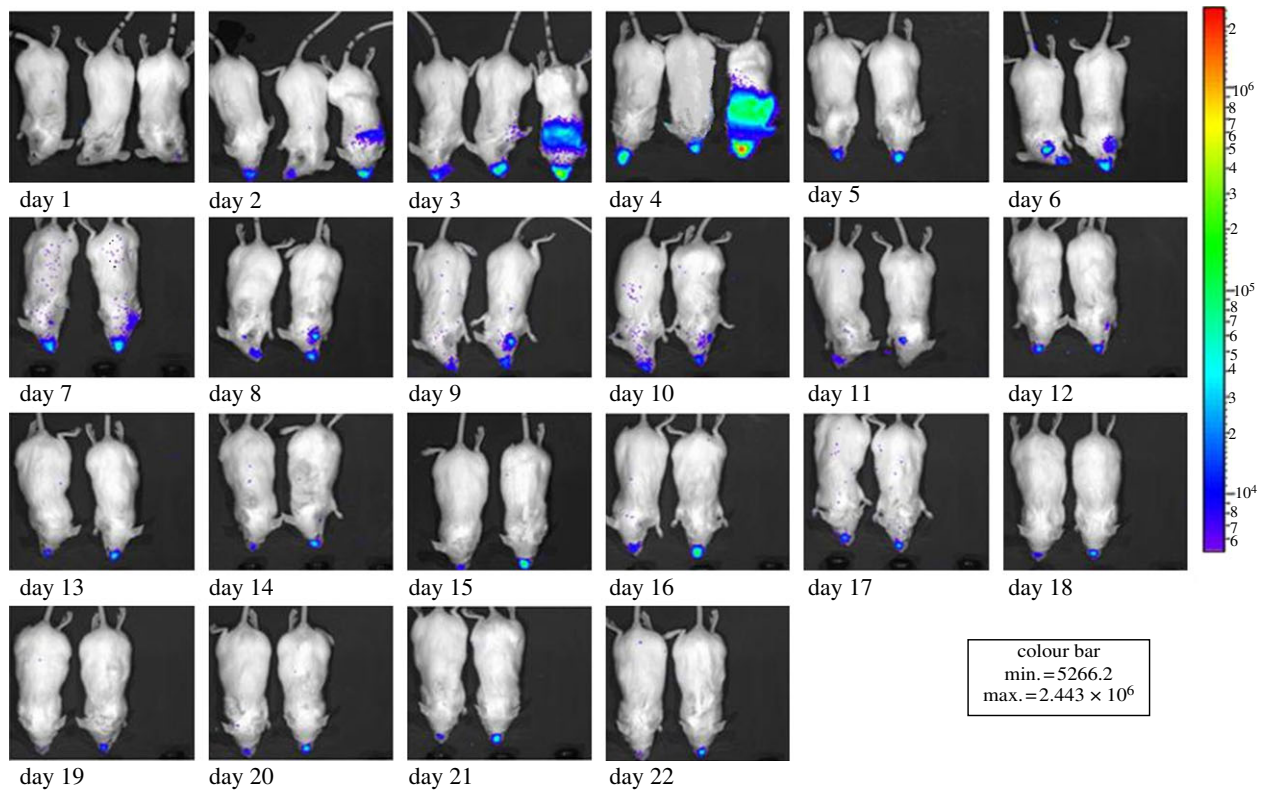 day 1
day 2
day 3
day 4
day 5
day 6
day 7
day 8
day 9
day 10
day 11
day 12
day 13
day 14
day 15
day 16
day 17
day 18
day 19
day 20
day 21
day 22
2
10⁶
8
7
6
5
4
3
2
10⁵
8
7
6
5
4
3
2
10⁴
8
7
6
colour bar
min. = 5266.2
max. = 2.443 × 10⁶